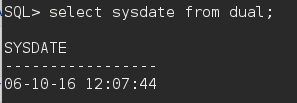 SQL> select sysdate from dual;
SYSDATE
-----------------
06-10-16 12:07:44